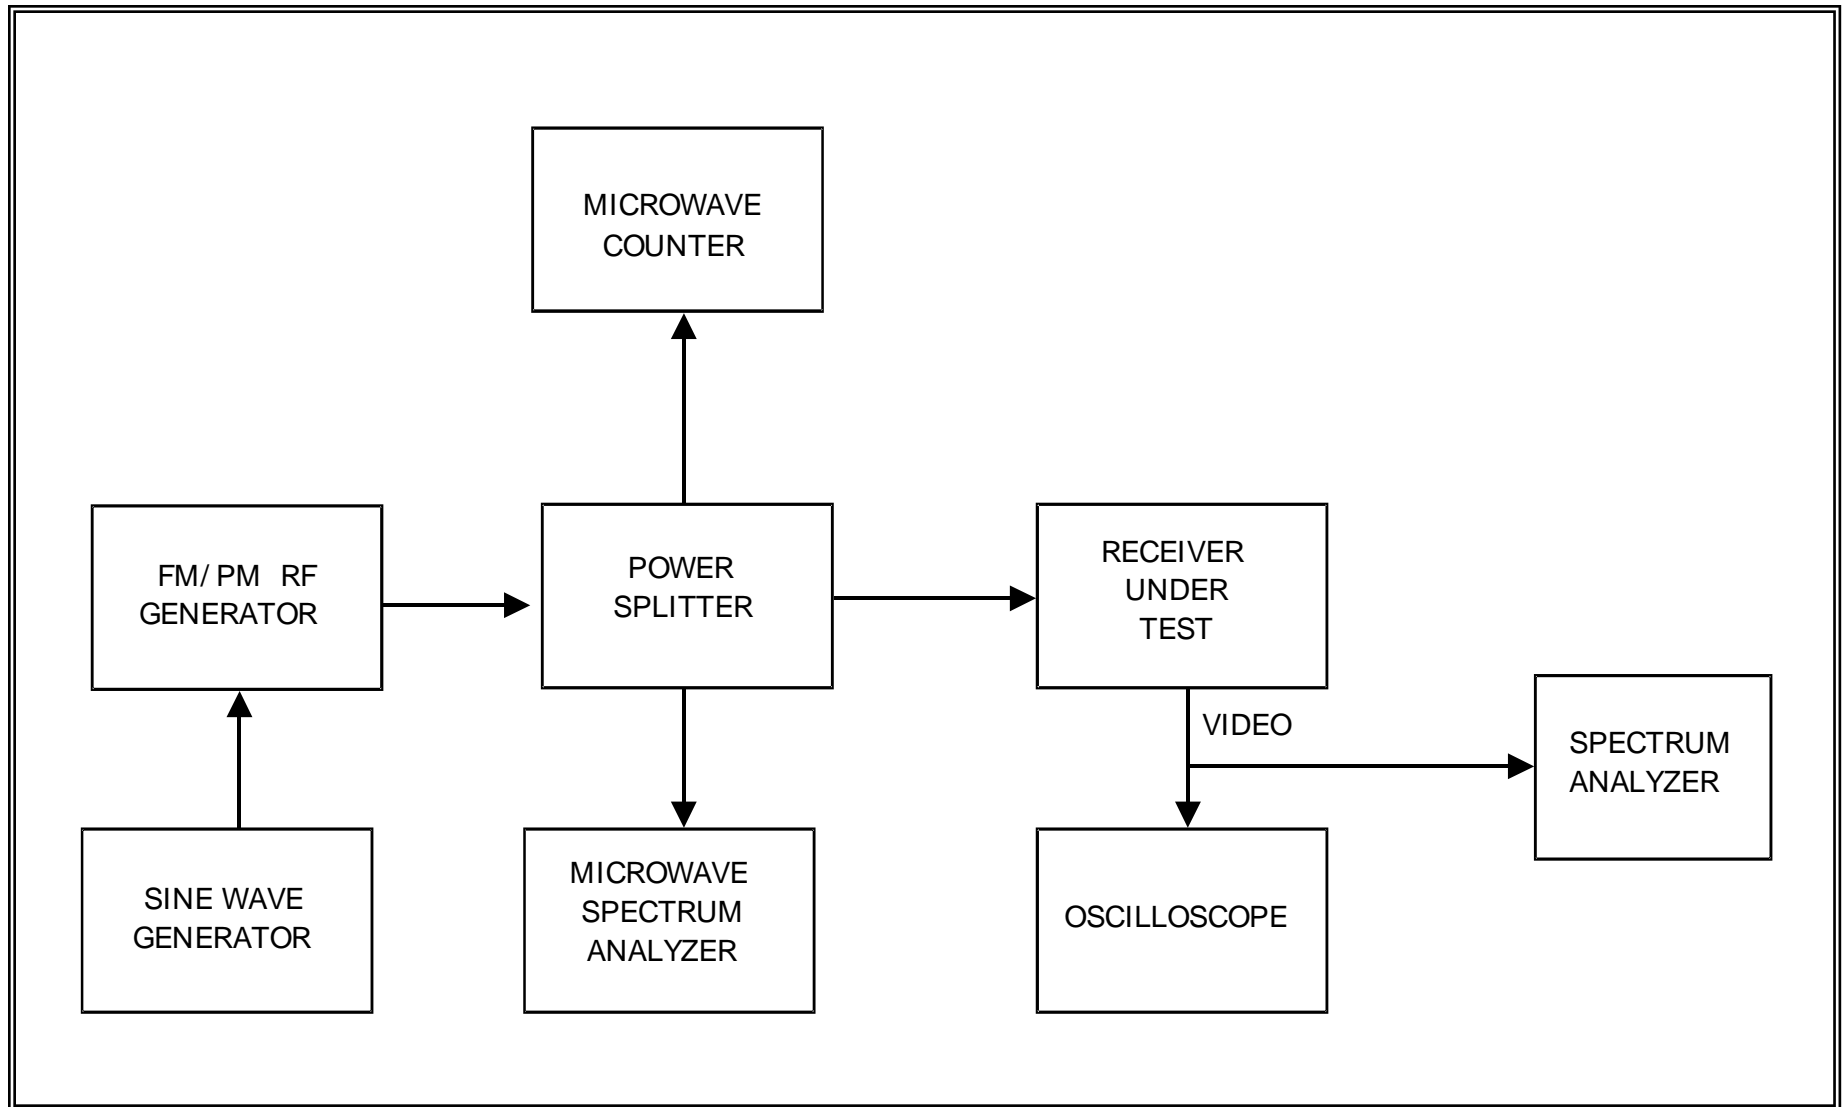 MICROWAVE
COUNTER
FM/PM RF
GENERATOR
POWER
SPLITTER
RECEIVER
UNDER
TEST
VIDEO
SPECTRUM
ANALYZER
SINE WAVE
GENERATOR
MICROWAVE
SPECTRUM
ANALYZER
OSCILLOSCOPE